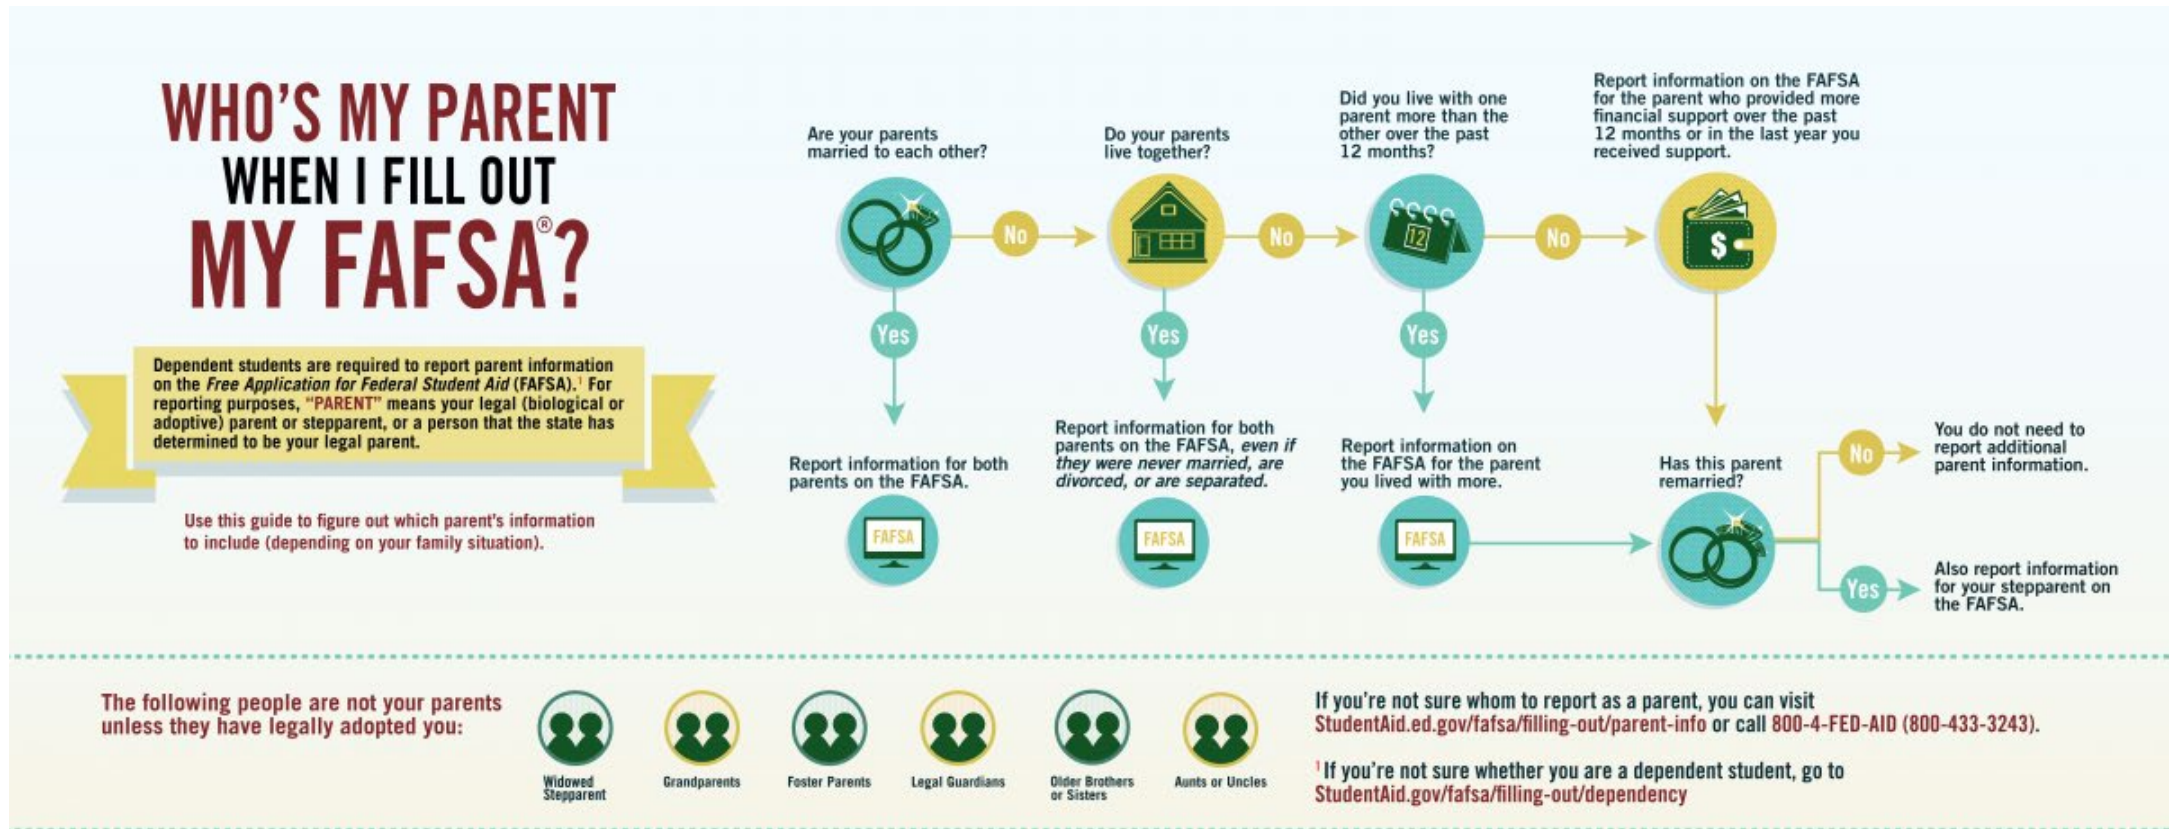 WHO'S MY PARENT
WHEN I FILL OUT
MY FAFSA®?
Dependent students are required to report parent information
on the Free Application for Federal Student Aid (FAFSA).¹ For
reporting purposes, "PARENT" means your legal (biological or
adoptive) parent or stepparent, or a person that the state has
determined to be your legal parent.
Use this guide to figure out which parent's information
to include (depending on your family situation).
Are your parents
married to each other?
No
Do your parents
live together?
No
Did you live with one
parent more than the
other over the past
12 months?
12
No
Report information on the FAFSA
for the parent who provided more
financial support over the past
12 months or in the last year you
received support.
$
Yes
Yes
Yes
Report information for both
parents on the FAFSA.
FAFSA
Report information for both
parents on the FAFSA, even if
they were never married, are
divorced, or are separated.
FAFSA
Report information on
the FAFSA for the parent
you lived with more.
FAFSA
Has this parent
remarried?
No
You do not need to
report additional
parent information.
Yes
Also report information
for your stepparent on
the FAFSA.
The following people are not your parents
unless they have legally adopted you:
Widowed
Stepparent
Grandparents
Foster Parents
Legal Guardians
Older Brothers
or Sisters
Aunts or Uncles
If you're not sure whom to report as a parent, you can visit
StudentAid.ed.gov/fafsa/filling-out/parent-info or call 800-4-FED-AID (800-433-3243).
¹ If you're not sure whether you are a dependent student, go to
StudentAid.gov/fafsa/filling-out/dependency